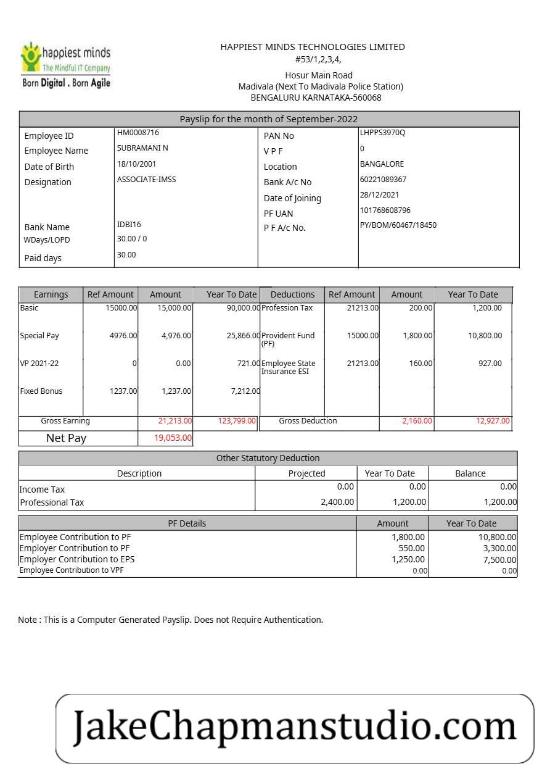 happiest minds
The Mindful IT Company
Born Digital . Born Agile
HAPPIEST MINDS TECHNOLOGIES LIMITED
#53/1,2,3,4,
Hosur Main Road
Madivala (Next To Madivala Police Station)
BENGALURU KARNATAKA-560068
Payslip for the month of September-2022
Employee ID HM0008716 PAN No LHPPS3970Q
Employee Name SUBRAMANI N V P F 0
Date of Birth 18/10/2001 Location BANGALORE
Designation ASSOCIATE-IMSS Bank A/c No 60221089367
Date of Joining 28/12/2021
PF UAN 101768608796
Bank Name IDBI16 P F A/c No. PY/BOM/60467/18450
WDays/LOPD 30.00 / 0
Paid days 30.00
Earnings Ref Amount Amount Year To Date Deductions Ref Amount Amount Year To Date
Basic 15000.00 15,000.00 90,000.00 Profession Tax 21213.00 200.00 1,200.00
Special Pay 4976.00 4,976.00 25,866.00 Provident Fund 15000.00 1,800.00 10,800.00
(PF)
VP 2021-22 0 0.00 721.00 Employee State 21213.00 160.00 927.00
Insurance ESI
Fixed Bonus 1237.00 1,237.00 7,212.00
Gross Earning 21,213.00 123,799.00 Gross Deduction 2,160.00 12,927.00
Net Pay 19,053.00
Other Statutory Deduction
Description Projected Year To Date Balance
Income Tax 0.00 0.00 0.00
Professional Tax 2,400.00 1,200.00 1,200.00
PF Details Amount Year To Date
Employee Contribution to PF 1,800.00 10,800.00
Employer Contribution to PF 550.00 3,300.00
Employer Contribution to EPS 1,250.00 7,500.00
Employee Contribution to VPF 0.00 0.00
Note : This is a Computer Generated Payslip. Does not Require Authentication.
JakeChapmanstudio.com